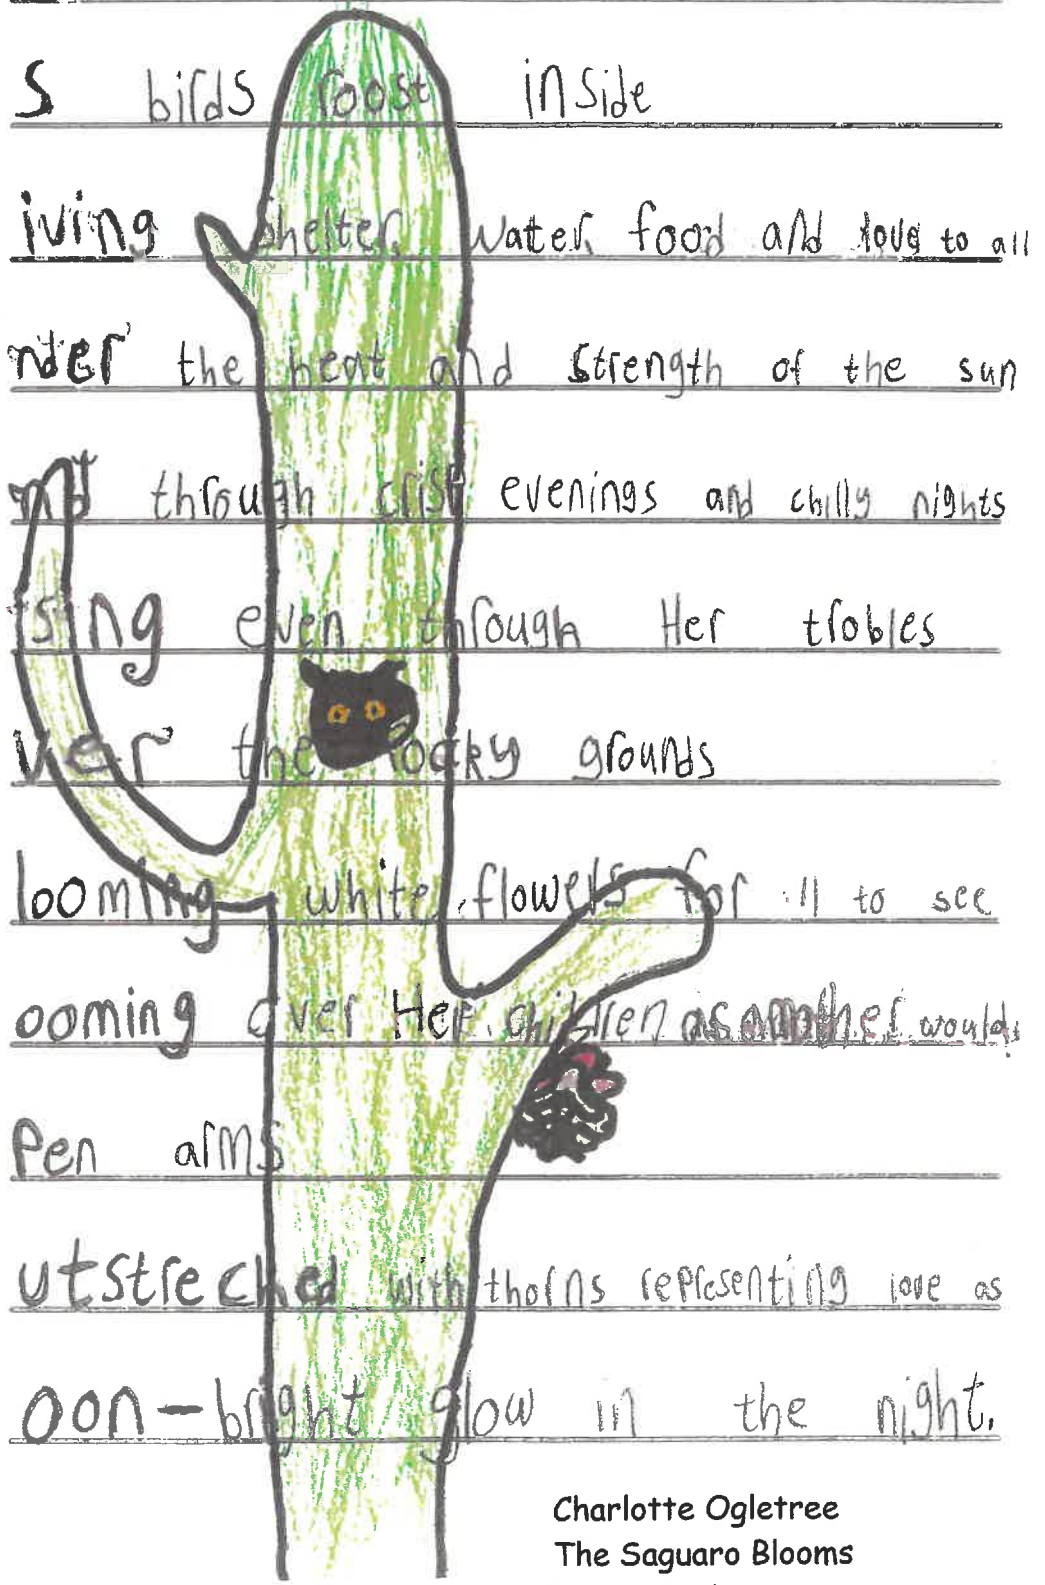 s birds roost inside
iving shelter water food and love to all
nder the heat and strength of the sun
nd through crisp evenings and chilly nights
ising even through Her trobles
ver the rocky grounds
looming white flowers for all to see
ooming over Her children as a mother would
pen arms
utstreched with thorns representing love as
oon-bright glow in the night.
Charlotte Ogletree
The Saguaro Blooms